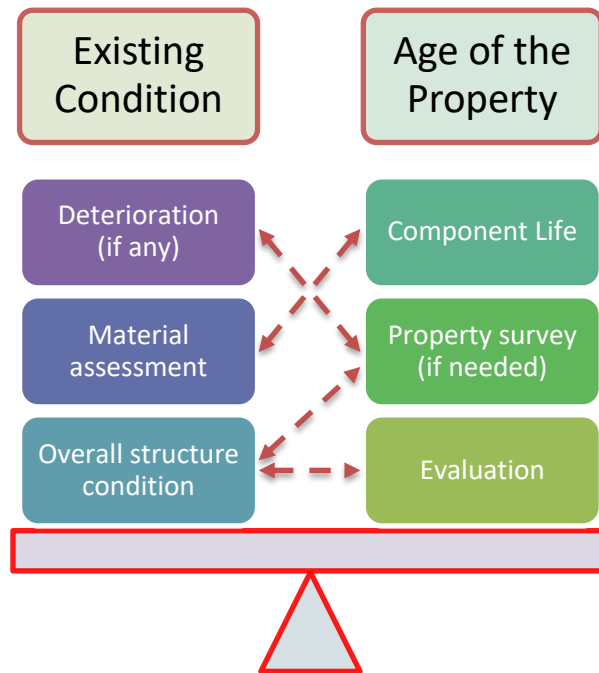 Existing
Condition
Age of the
Property
Deterioration
(if any)
Component Life
Material
assessment
Property survey
(if needed)
Overall structure
condition
Evaluation